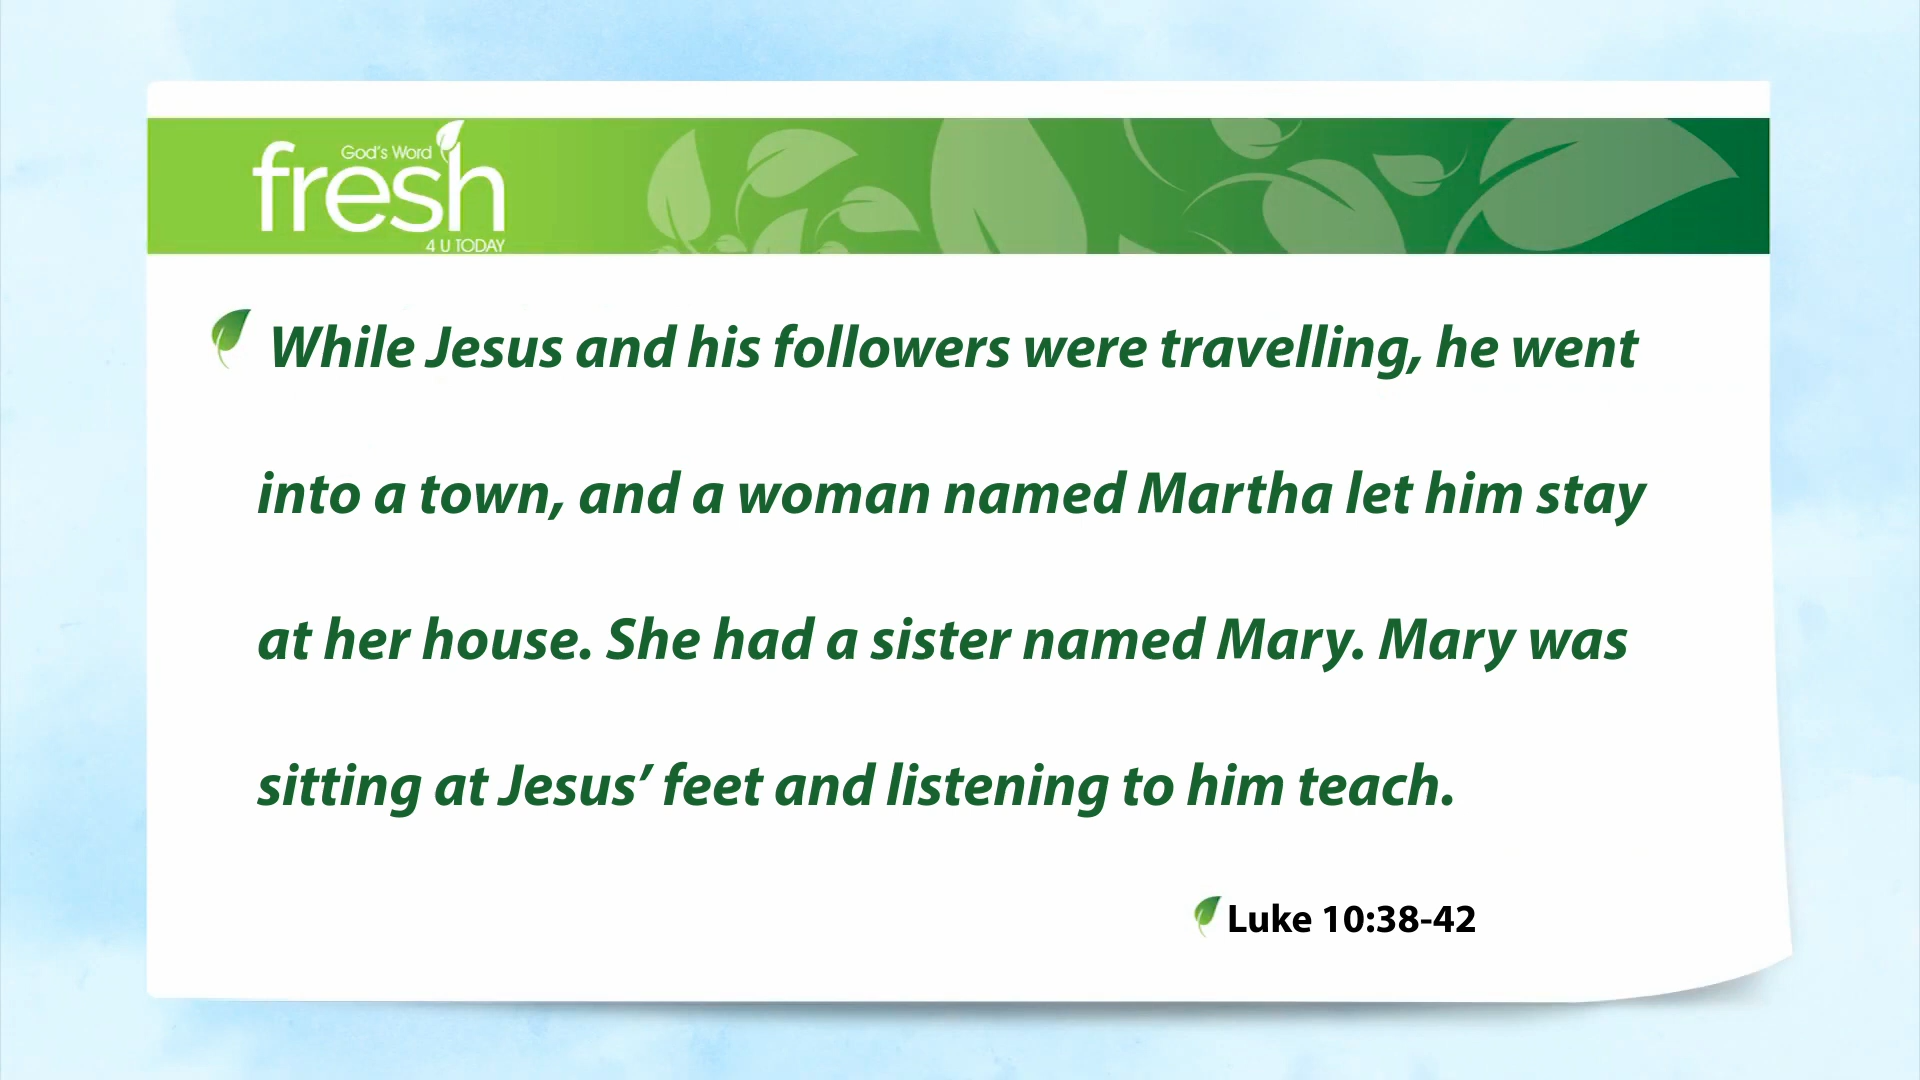 God's Word
fresh
4 U TODAY
While Jesus and his followers were travelling, he went
into a town, and a woman named Martha let him stay
at her house. She had a sister named Mary. Mary was
sitting at Jesus’ feet and listening to him teach.
Luke 10:38-42